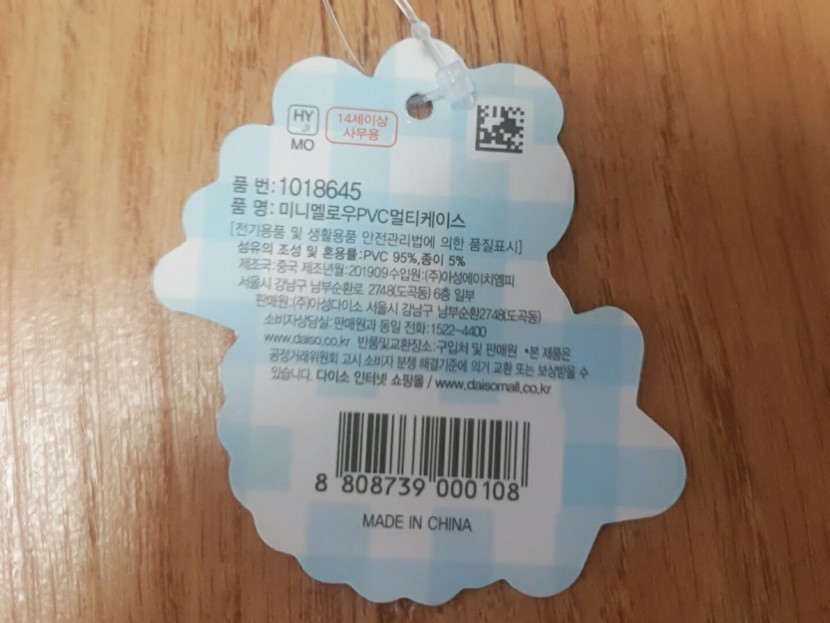 HY
JI
MO
14세이상
사무용
품 번:1018645
품 명: 미니멜로우PVC멀티케이스
[전기용품 및 생활용품 안전관리법에 의한 품질표시]
섬유의 조성 및 혼용률:PVC 95%,종이 5%
제조국:중국 제조년월:201909수입원:(주)아성에이치엠피
서울시 강남구 남부순환로 2748(도곡동) 6층 일부
판매원:(주)아성다이소 서울시 강남구 남부순환2748(도곡동)
소비자상담실:판매원과 동일 전화:1522-4400
www.daiso.co.kr 반품및교환장소:구입처 및 판매원 •본 제품은
공정거래위원회 고시 소비자 분쟁 해결기준에 의거 교환 또는 보상받을 수
있습니다. 다이소 인터넷 쇼핑몰 / www.daisomall.co.kr
8 808739 000108
MADE IN CHINA